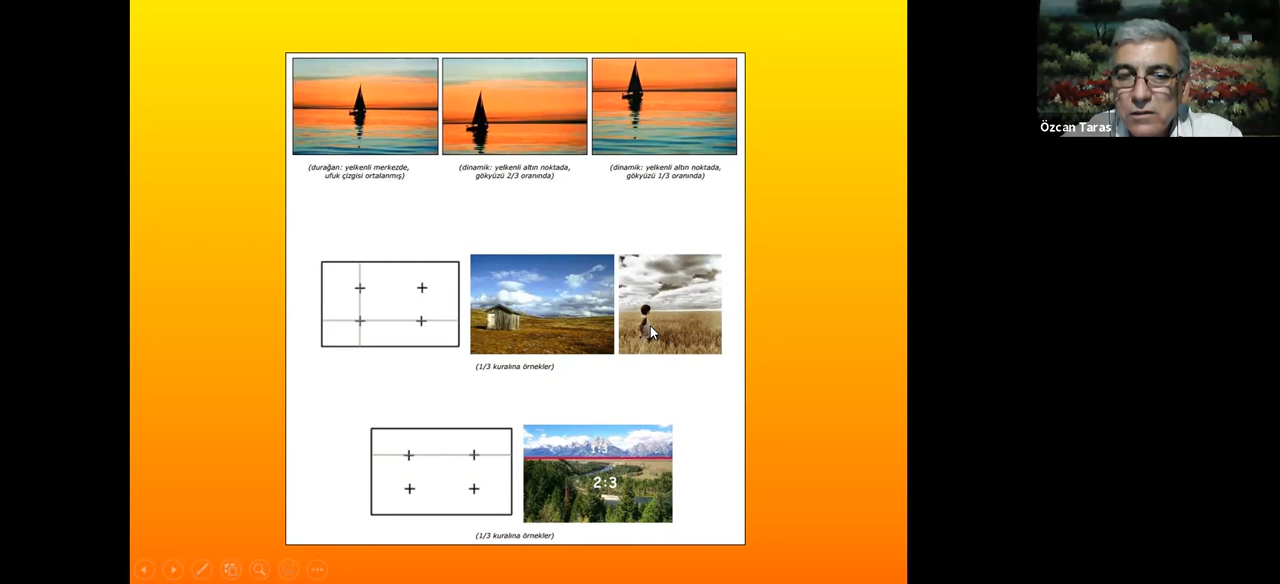 (durağan: yelkenli merkezde,
ufuk çizgisi ortalanmış)
(dinamik: yelkenli altın noktada,
gökyüzü 2/3 oranında)
(dinamik: yelkenli altın noktada,
gökyüzü 1/3 oranında)
Özcan Taras
(1/3 kuralına örnekler)
1:3
2:3
(1/3 kuralına örnekler)